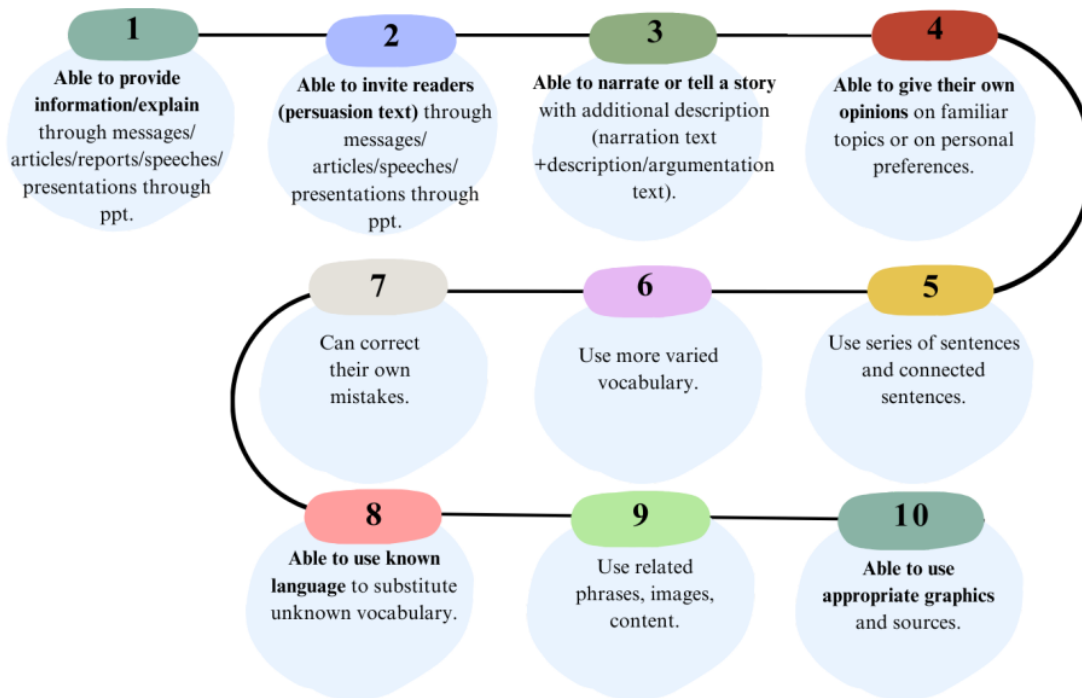 1
Able to provide
information/explain
through messages/
articles/reports/speeches/
presentations through
ppt.
2
Able to invite readers
(persuasion text) through
messages/
articles/speeches/
presentations through
ppt.
3
Able to narrate or tell a story
with additional description
(narration text
+description/argumentation
text).
4
Able to give their own
opinions on familiar
topics or on personal
preferences.
5
Use series of sentences
and connected
sentences.
6
Use more varied
vocabulary.
7
Can correct
their own
mistakes.
8
Able to use known
language to substitute
unknown vocabulary.
9
Use related
phrases, images,
content.
10
Able to use
appropriate graphics
and sources.